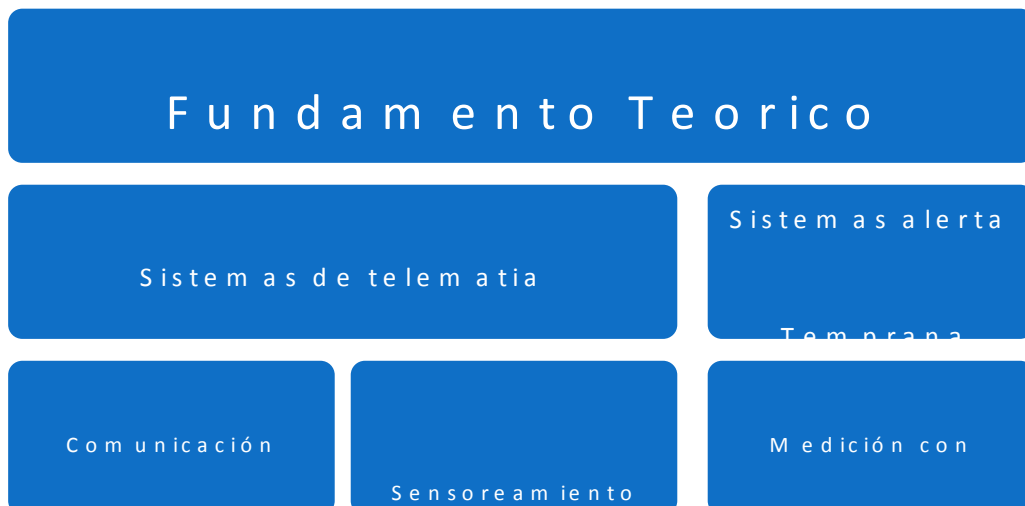 Fundamento Teorico
Sistemas de telematia
Sistemas alerta
Temprana
Comunicación
Sensoreamiento
Medición con